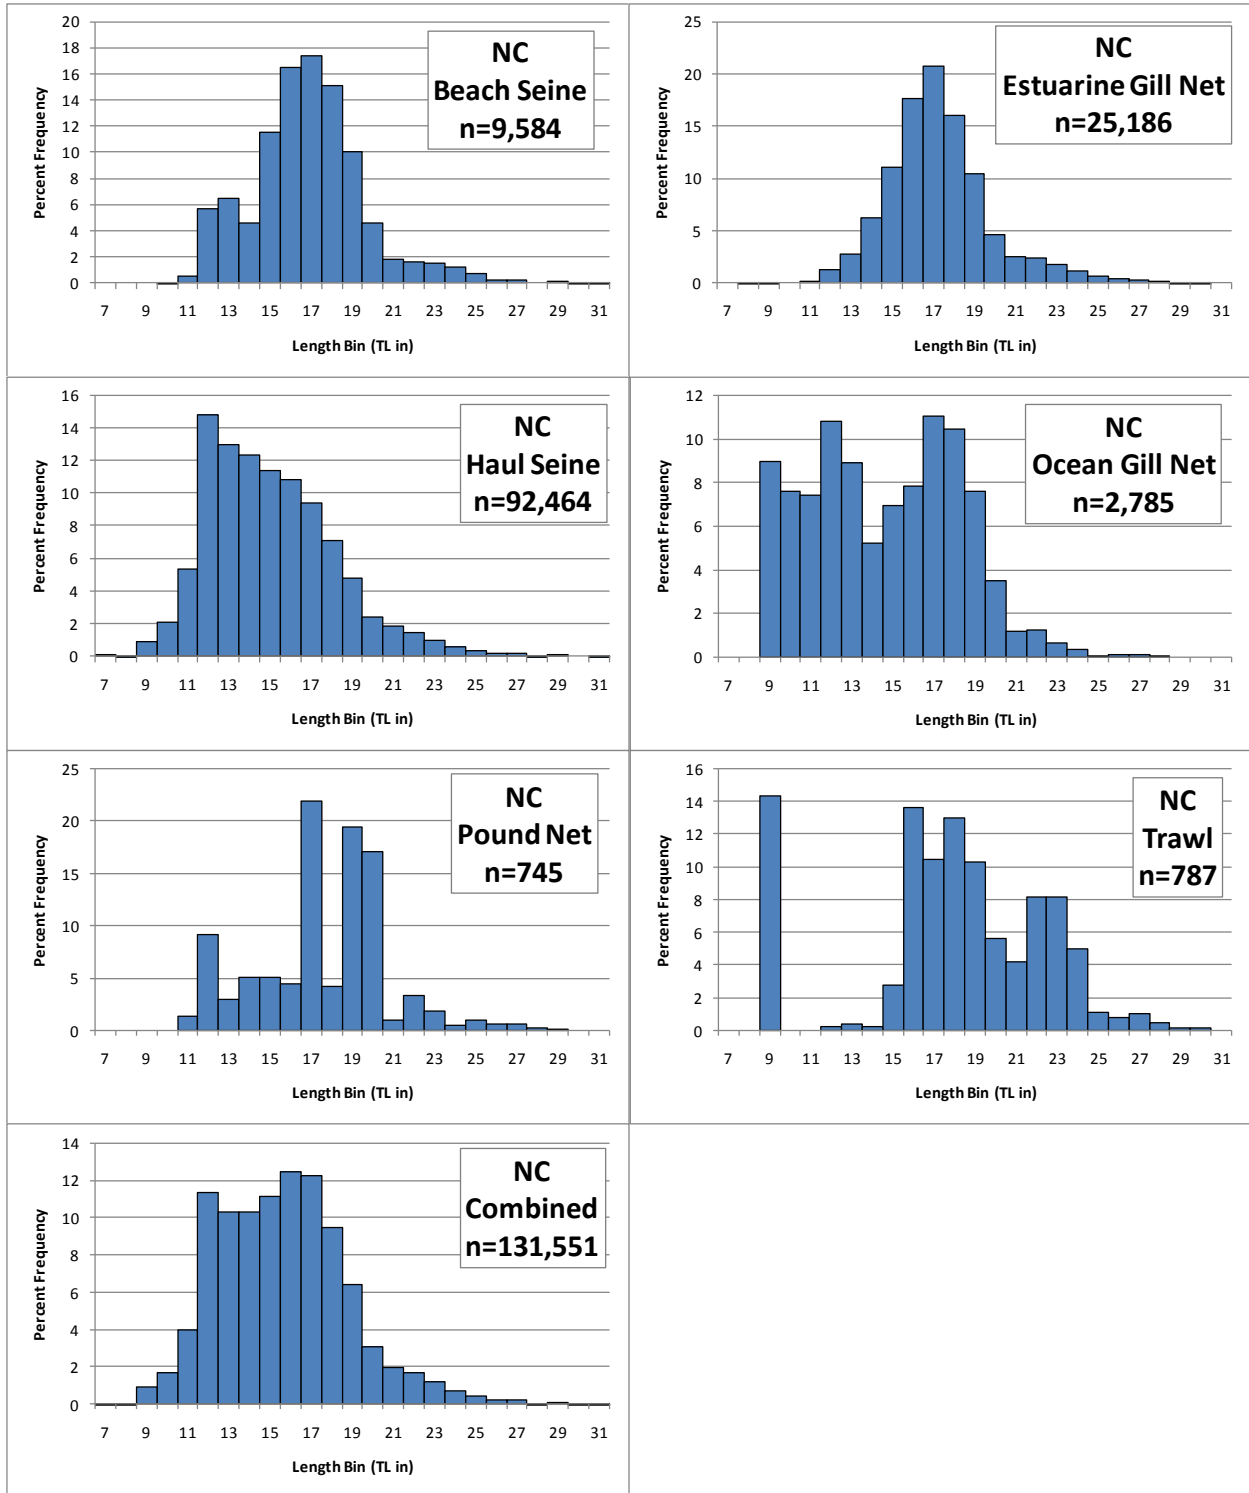 NC
Beach Seine
n=9,584
Percent Frequency
20
18
16
14
12
10
8
6
4
2
0
7 9 11 13 15 17 19 21 23 25 27 29 31
Length Bin (TL in)
NC
Estuarine Gill Net
n=25,186
Percent Frequency
25
20
15
10
5
0
7 9 11 13 15 17 19 21 23 25 27 29 31
Length Bin (TL in)
NC
Haul Seine
n=92,464
Percent Frequency
16
14
12
10
8
6
4
2
0
7 9 11 13 15 17 19 21 23 25 27 29 31
Length Bin (TL in)
NC
Ocean Gill Net
n=2,785
Percent Frequency
12
10
8
6
4
2
0
7 9 11 13 15 17 19 21 23 25 27 29 31
Length Bin (TL in)
NC
Pound Net
n=745
Percent Frequency
25
20
15
10
5
0
7 9 11 13 15 17 19 21 23 25 27 29 31
Length Bin (TL in)
NC
Trawl
n=787
Percent Frequency
16
14
12
10
8
6
4
2
0
7 9 11 13 15 17 19 21 23 25 27 29 31
Length Bin (TL in)
NC
Combined
n=131,551
Percent Frequency
14
12
10
8
6
4
2
0
7 9 11 13 15 17 19 21 23 25 27 29 31
Length Bin (TL in)